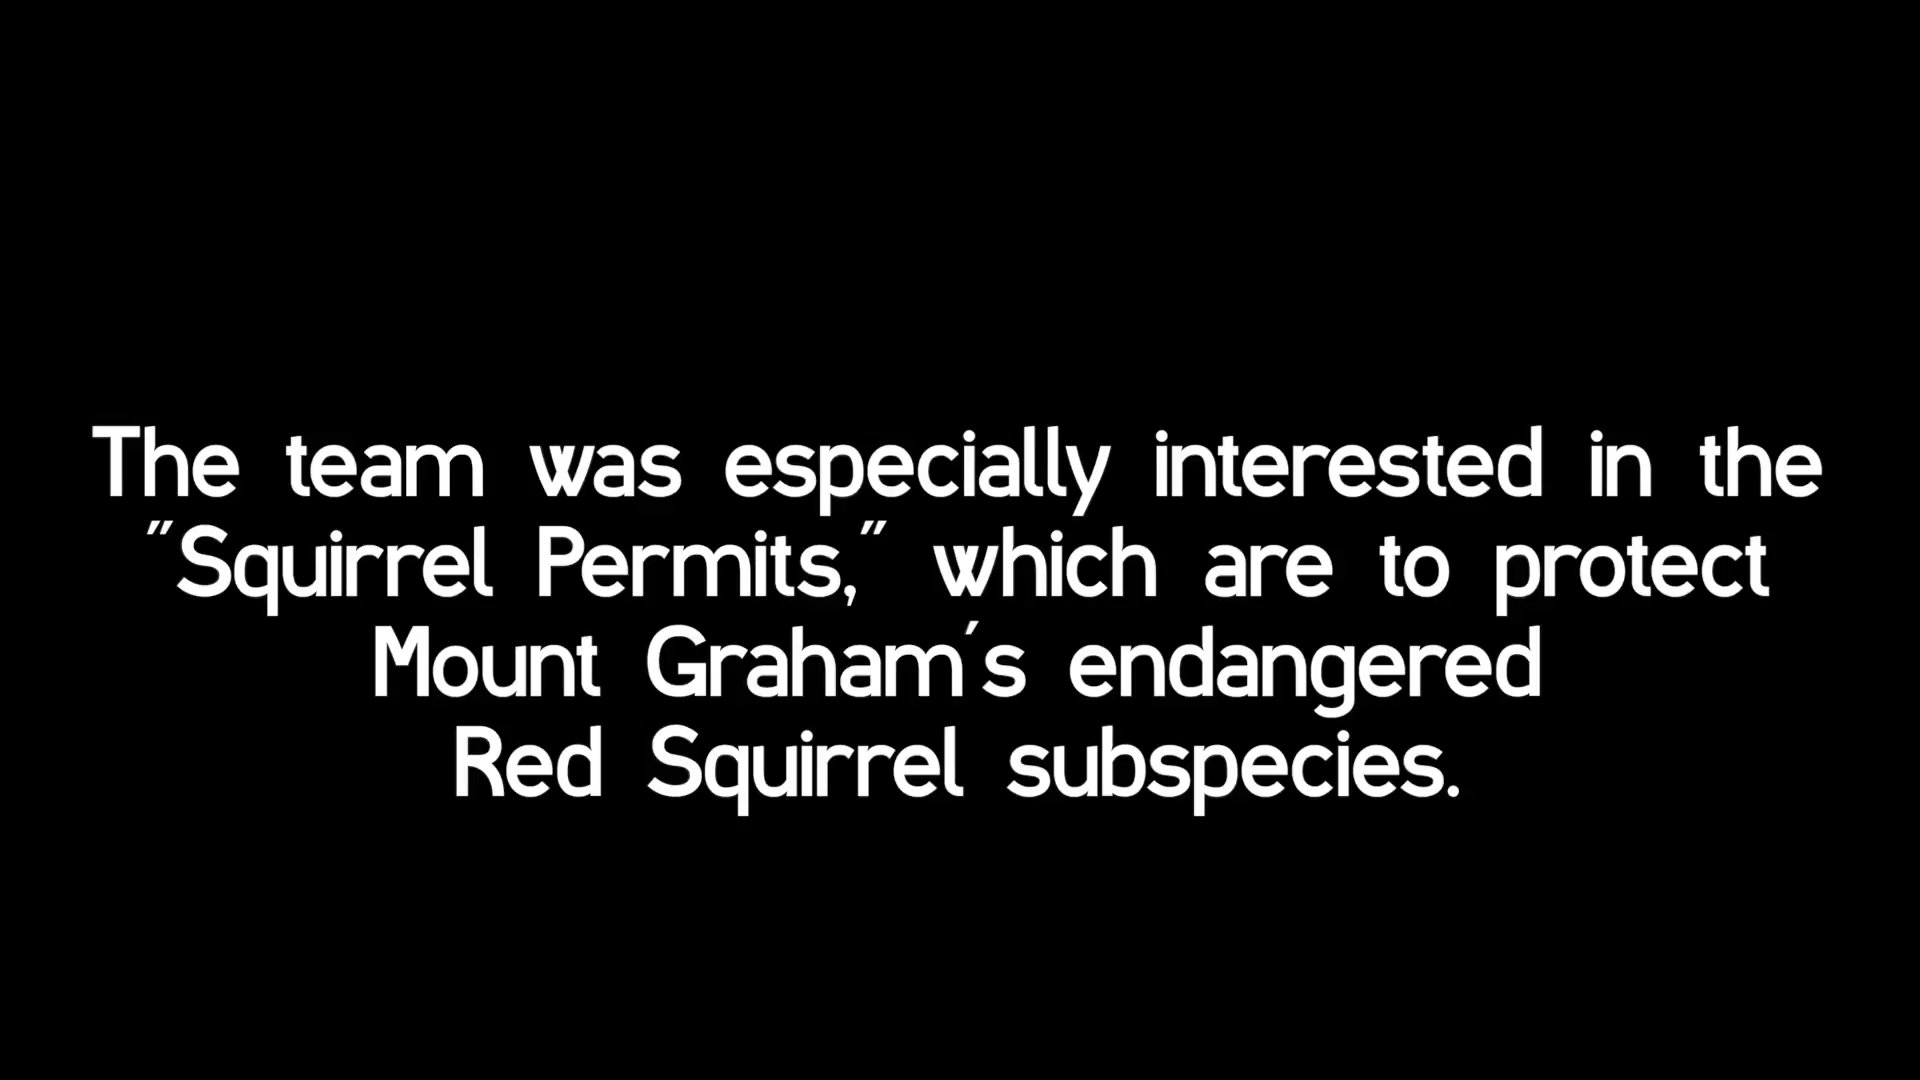 The team was especially interested in the
"Squirrel Permits," which are to protect
Mount Graham's endangered
Red Squirrel subspecies.